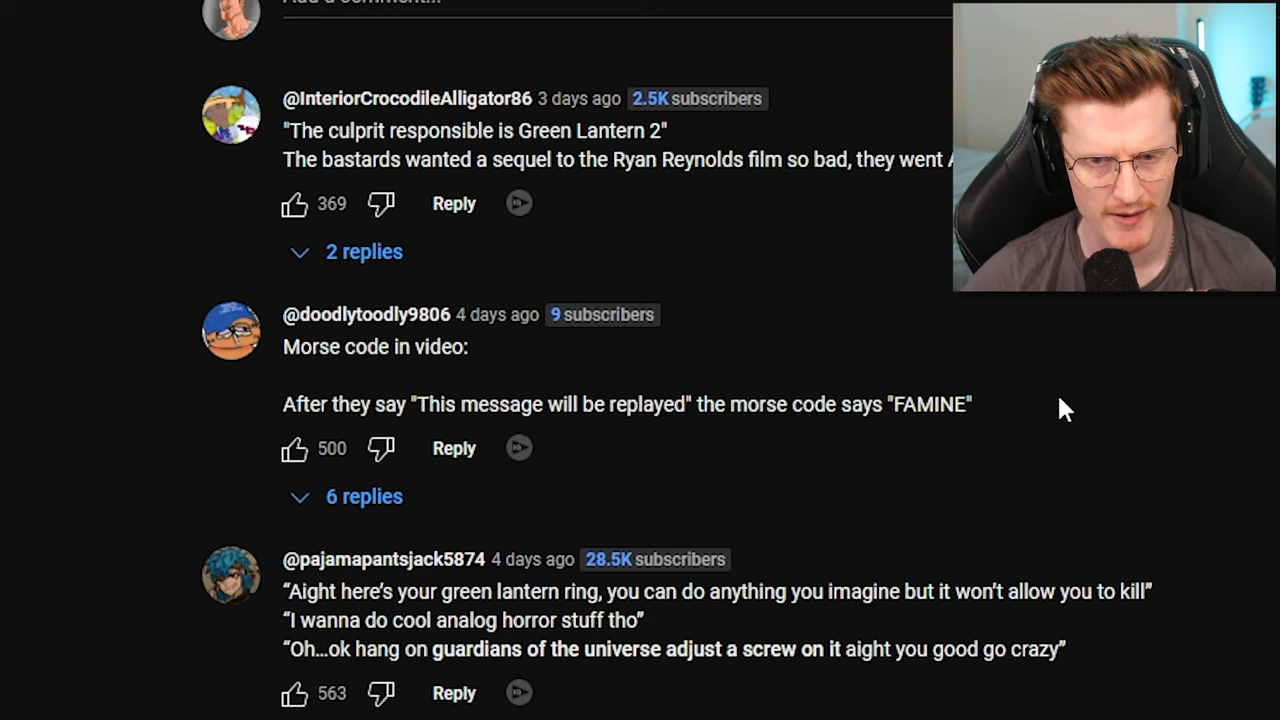 Add a comment...
@InteriorCrocodileAlligator86 3 days ago 2.5K subscribers
"The culprit responsible is Green Lantern 2"
The bastards wanted a sequel to the Ryan Reynolds film so bad, they went
369 Reply
2 replies
@doodlytoodly9806 4 days ago 9 subscribers
Morse code in video:
After they say "This message will be replayed" the morse code says "FAMINE"
500 Reply
6 replies
@pajamapantsjack5874 4 days ago 28.5K subscribers
“Aight here’s your green lantern ring, you can do anything you imagine but it won’t allow you to kill”
“I wanna do cool analog horror stuff tho”
“Oh…ok hang on guardians of the universe adjust a screw on it aight you good go crazy”
563 Reply